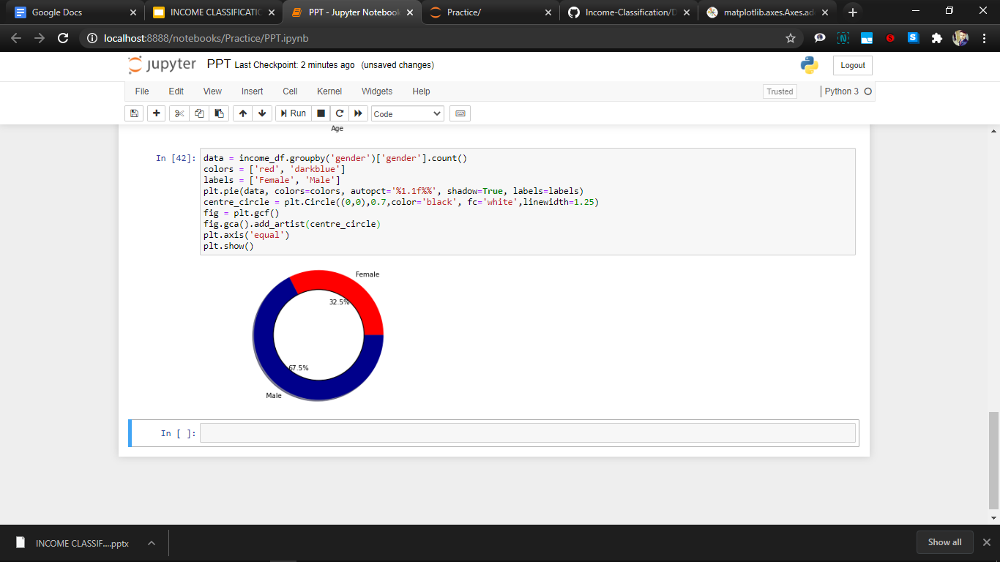 Google Docs
INCOME CLASSIFICATIO
PPT - Jupyter Notebook
Practice/
Income-Classification/D
matplotlib.axes.Axes.ad
localhost:8888/notebooks/Practice/PPT.ipynb
jupyter PPT Last Checkpoint: 2 minutes ago (unsaved changes)
Logout
File Edit View Insert Cell Kernel Widgets Help
Trusted
Python 3
Run
Code
Age
In [42]:
data = income_df.groupby('gender')['gender'].count()
colors = ['red', 'darkblue']
labels = ['Female', 'Male']
plt.pie(data, colors=colors, autopct='%1.1f%%', shadow=True, labels=labels)
centre_circle = plt.Circle((0,0),0.7,color='black', fc='white',linewidth=1.25)
fig = plt.gcf()
fig.gca().add_artist(centre_circle)
plt.axis('equal')
plt.show()
Female
32.5%
67.5%
Male
In [ ]:
INCOME CLASSIF....pptx
Show all